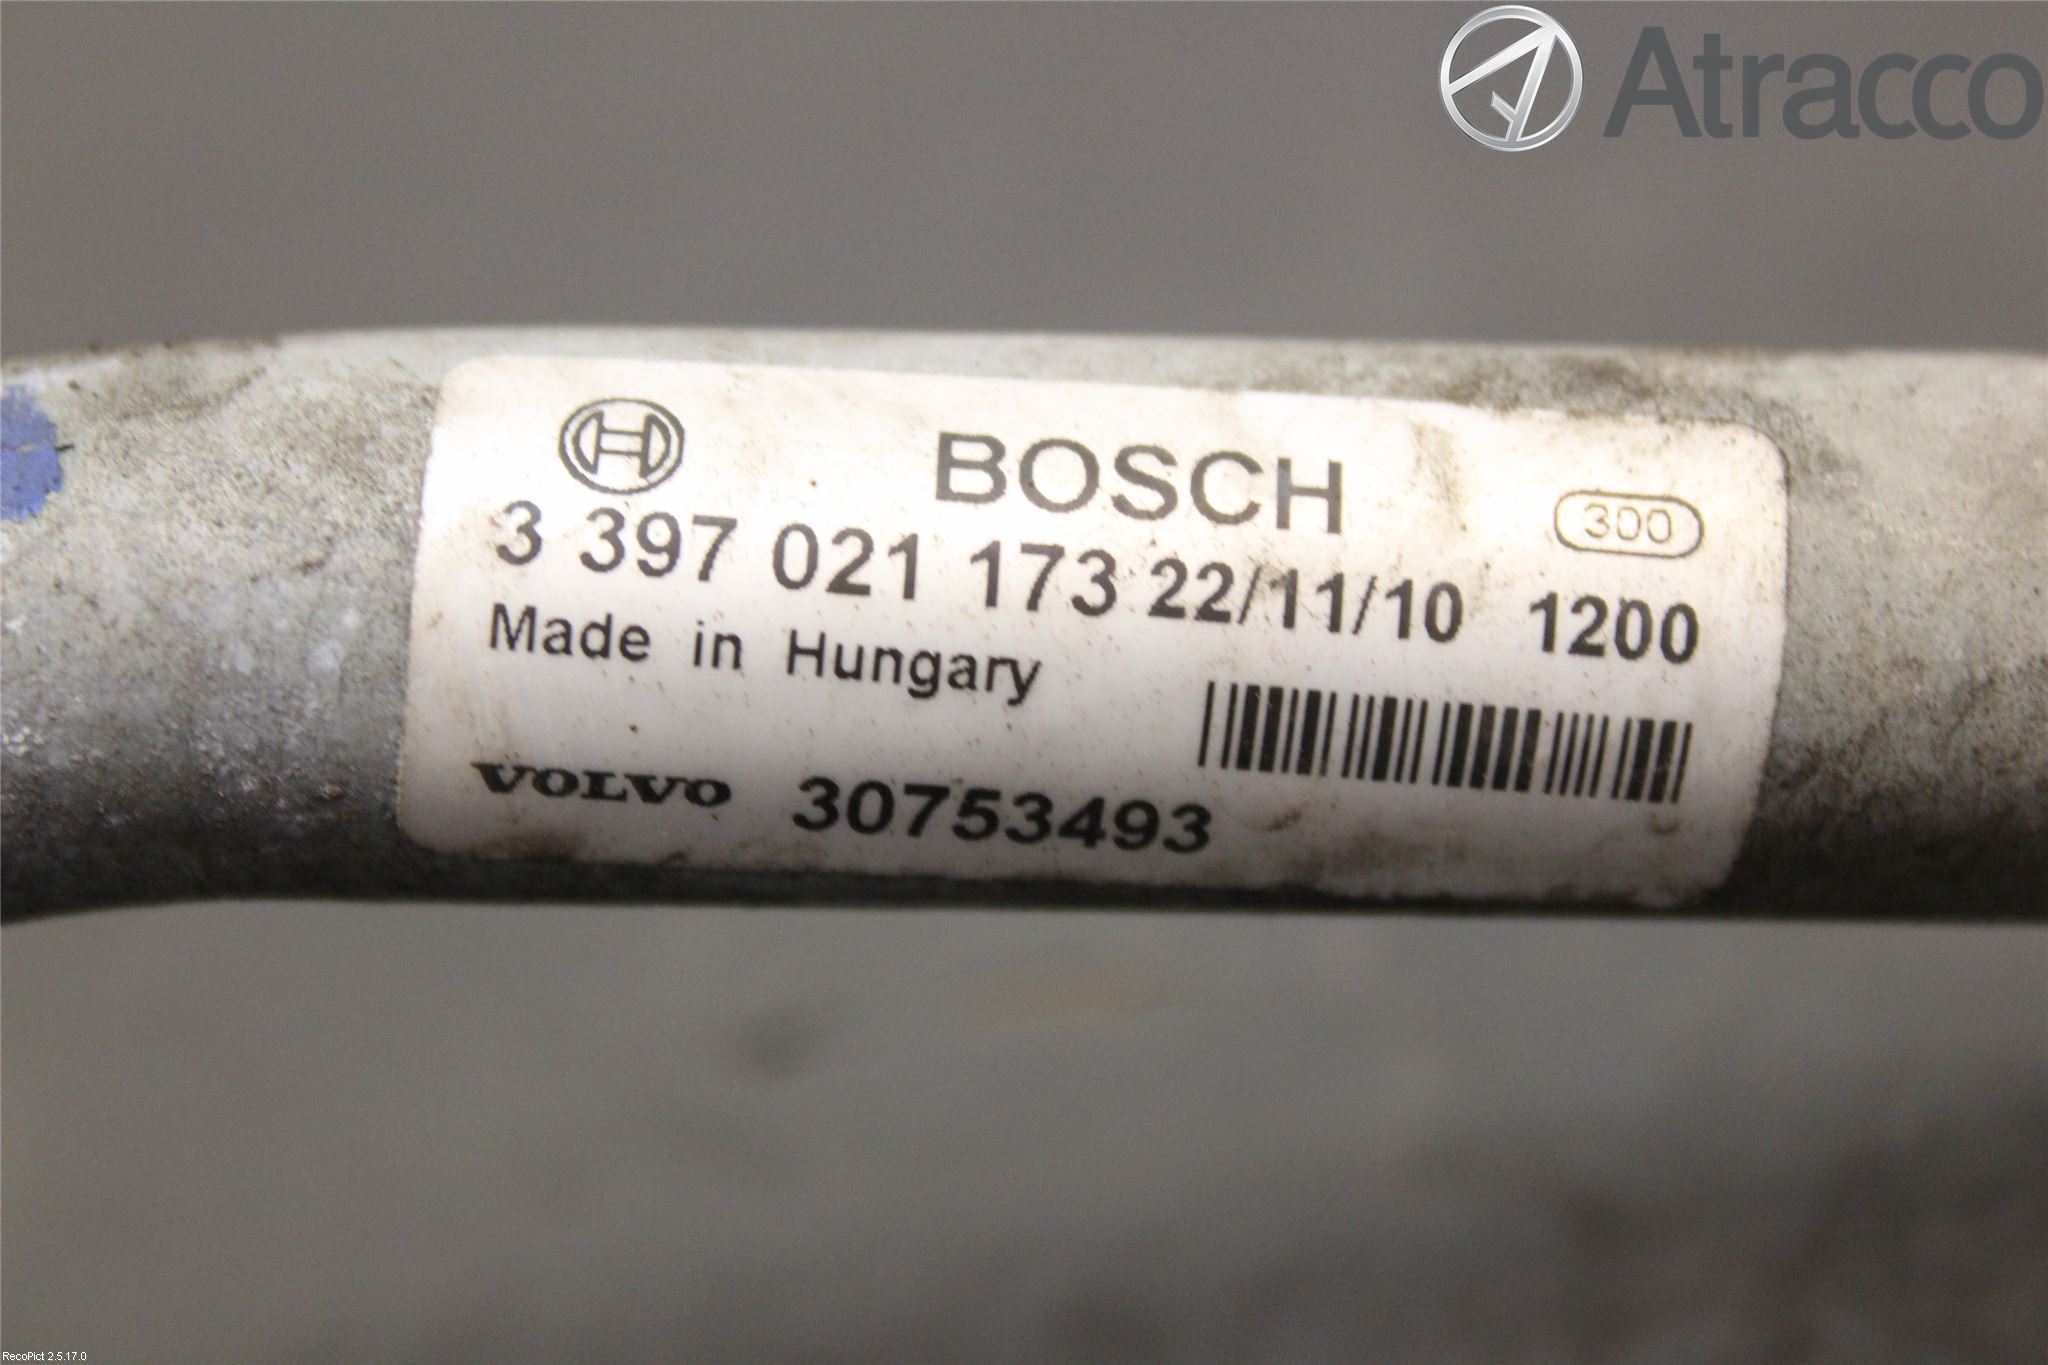 Atracco
BOSCH
300
3 397 021 173 22/11/10 1200
Made in Hungary
VOLVO 30753493
RecoPict 2.5.17.0